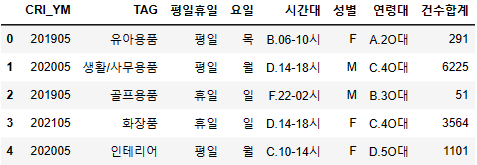 CRI_YM TAG 평일휴일 요일 시간대 성별 연령대 건수합계
0 201905 유아용품 평일 목 B.06-10시 F A.20대 291
1 202005 생활/사무용품 평일 월 D.14-18시 M C.40대 6225
2 201905 골프용품 휴일 일 F.22-02시 M B.30대 51
3 202105 화장품 휴일 일 D.14-18시 F C.40대 3564
4 202005 인테리어 평일 월 C.10-14시 F D.50대 1101